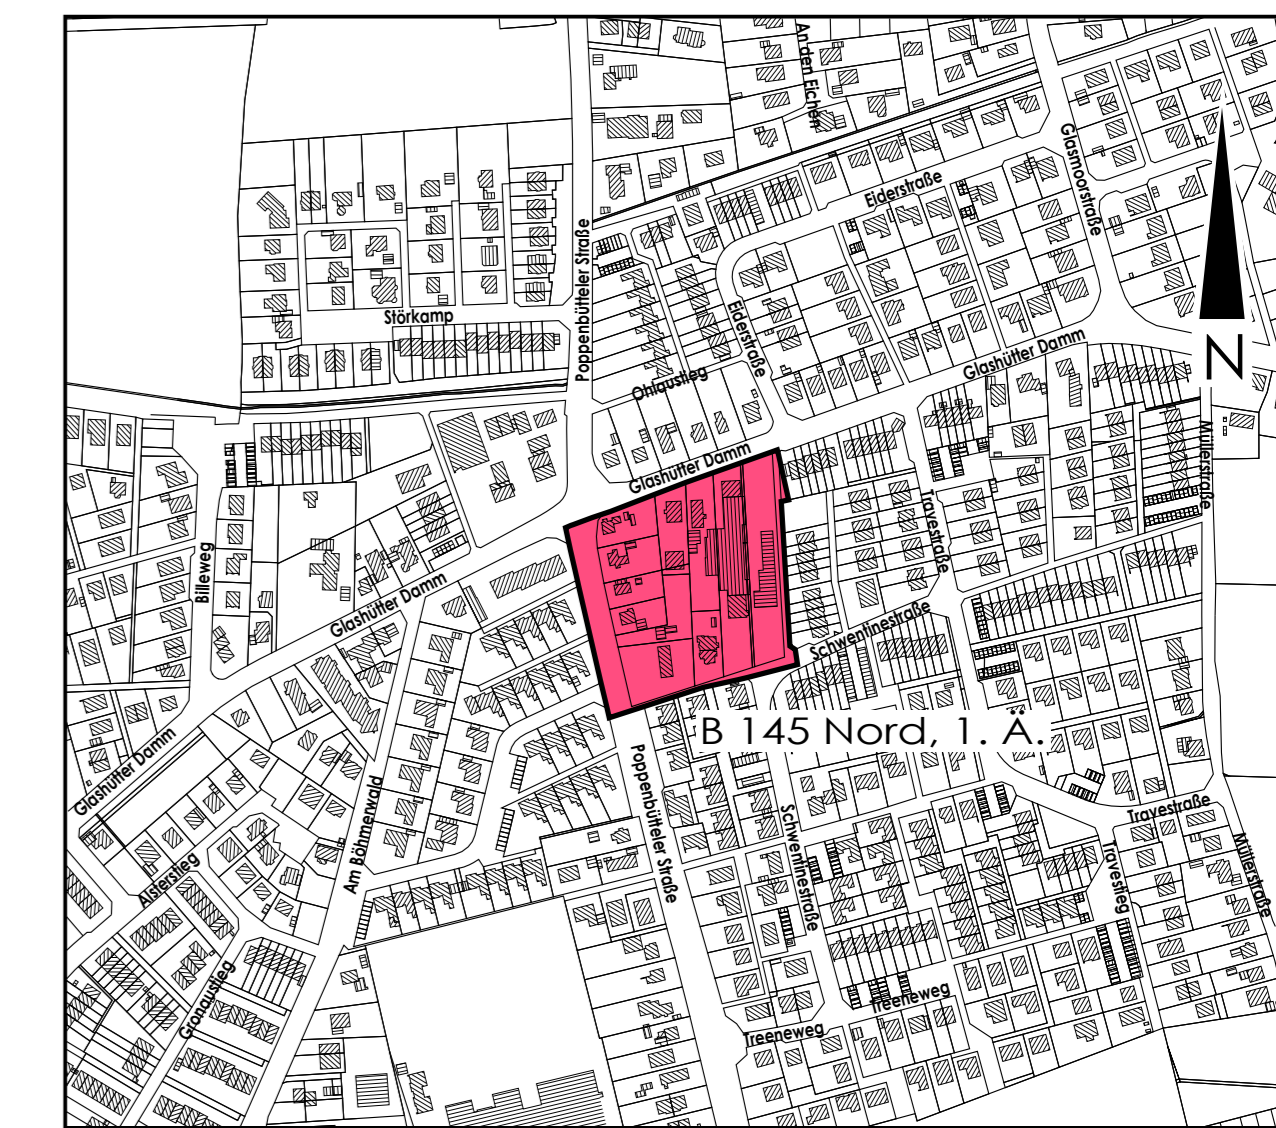 An den Eichen
Glasmoorstraße
Eiderstraße
Poppenbütteler Straße
Störkamp
Eiderstraße
Ohlaustieg
Glashütter Damm
N
Glashütter Damm
Müllerstraße
Travestraße
Billeweg
Glashütter Damm
Schwentinestraße
B 145 Nord, 1. Ä.
Glashütter Damm
Poppenbütteler Straße
Am Böhmerwald
Schwentinestraße
Travestraße
Müllerstraße
Travestieg
Alsterstieg
Gronaustieg
Treeneweg
Treeneweg